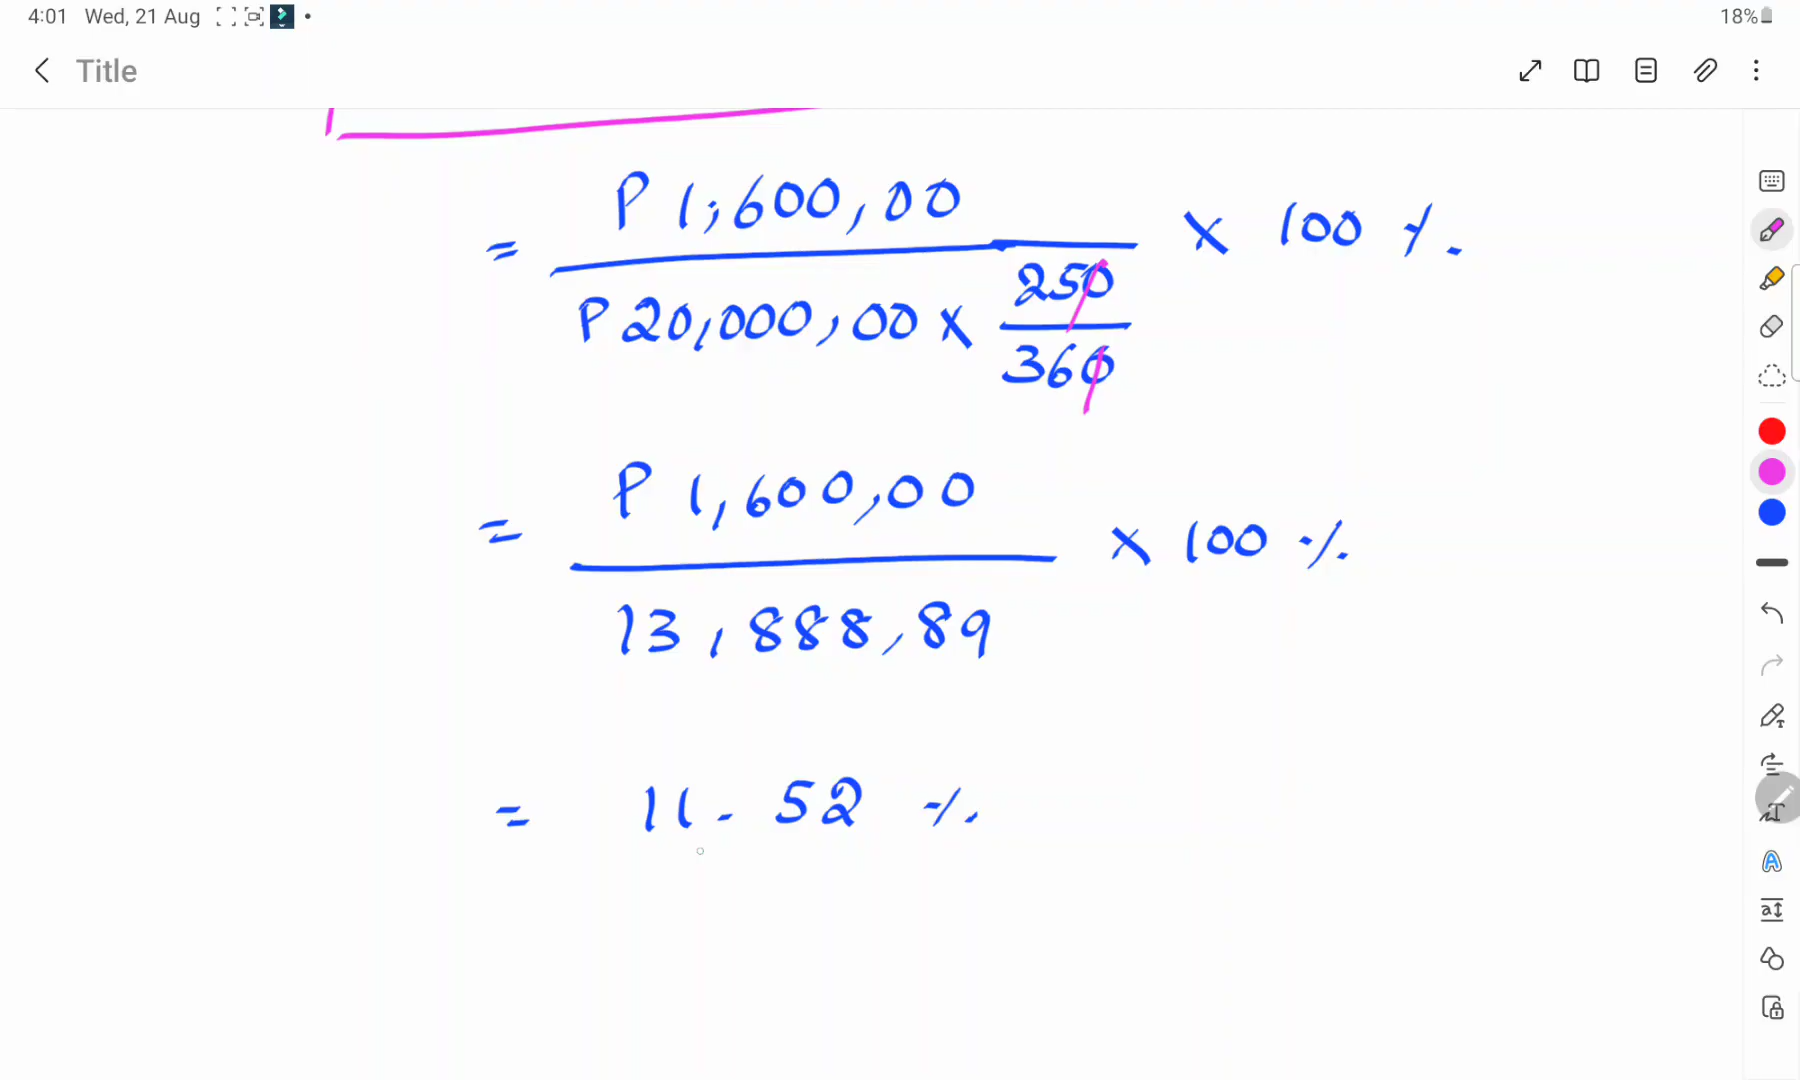 4:01 Wed, 21 Aug 18%
Title
P 1,600,00
= × 100 %
P 20,000,00 × 250
360
P 1,600,00
= × 100 %
13,888,89
= 11.52 %